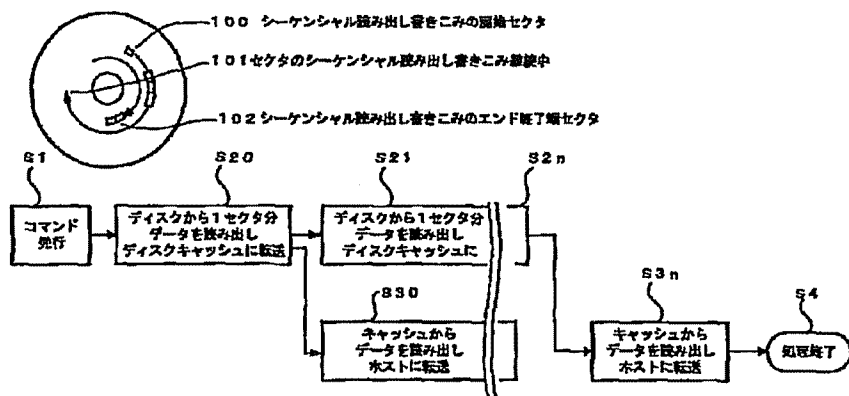 100 シーケンシャル読み出し書きこみの開始セクタ
101セクタのシーケンシャル読み出し書きこみ継続中
102シーケンシャル読み出し書きこみのエンド終了端セクタ
S1
S20
S21
S2n
コマンド
発行
ディスクから1セクタ分
データを読み出し
ディスクキャッシュに転送
ディスクから1セクタ分
データを読み出し
ディスクキャッシュに
S30
S3n
S4
キャッシュから
データを読み出し
ホストに転送
キャッシュから
データを読み出し
ホストに転送
処理終了